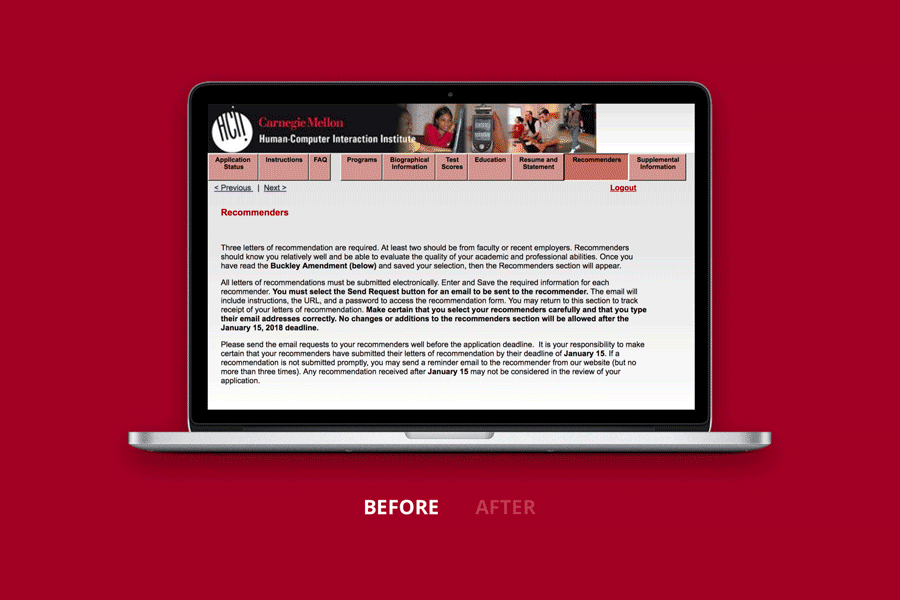 HCII
Carnegie Mellon
Human-Computer Interaction Institute
Application Status
Instructions
FAQ
Programs
Biographical Information
Test Scores
Education
Resume and Statement
Recommenders
Supplemental Information
< Previous | Next >
Logout
Recommenders
Three letters of recommendation are required. At least two should be from faculty or recent employers. Recommenders
should know you relatively well and be able to evaluate the quality of your academic and professional abilities. Once you
have read the Buckley Amendment (below) and saved your selection, then the Recommenders section will appear.
All letters of recommendations must be submitted electronically. Enter and Save the required information for each
recommender. You must select the Send Request button for an email to be sent to the recommender. The email will
include instructions, the URL, and a password to access the recommendation form. You may return to this section to track
receipt of your letters of recommendation. Make certain that you select your recommenders carefully and that you type
their email addresses correctly. No changes or additions to the recommenders section will be allowed after the
January 15, 2018 deadline.
Please send the email requests to your recommenders well before the application deadline. It is your responsibility to make
certain that your recommenders have submitted their letters of recommendation by their deadline of January 15. If a
recommendation is not submitted promptly, you may send a reminder email to the recommender from our website (but no
more than three times). Any recommendation received after January 15 may not be considered in the review of your
application.
BEFORE AFTER